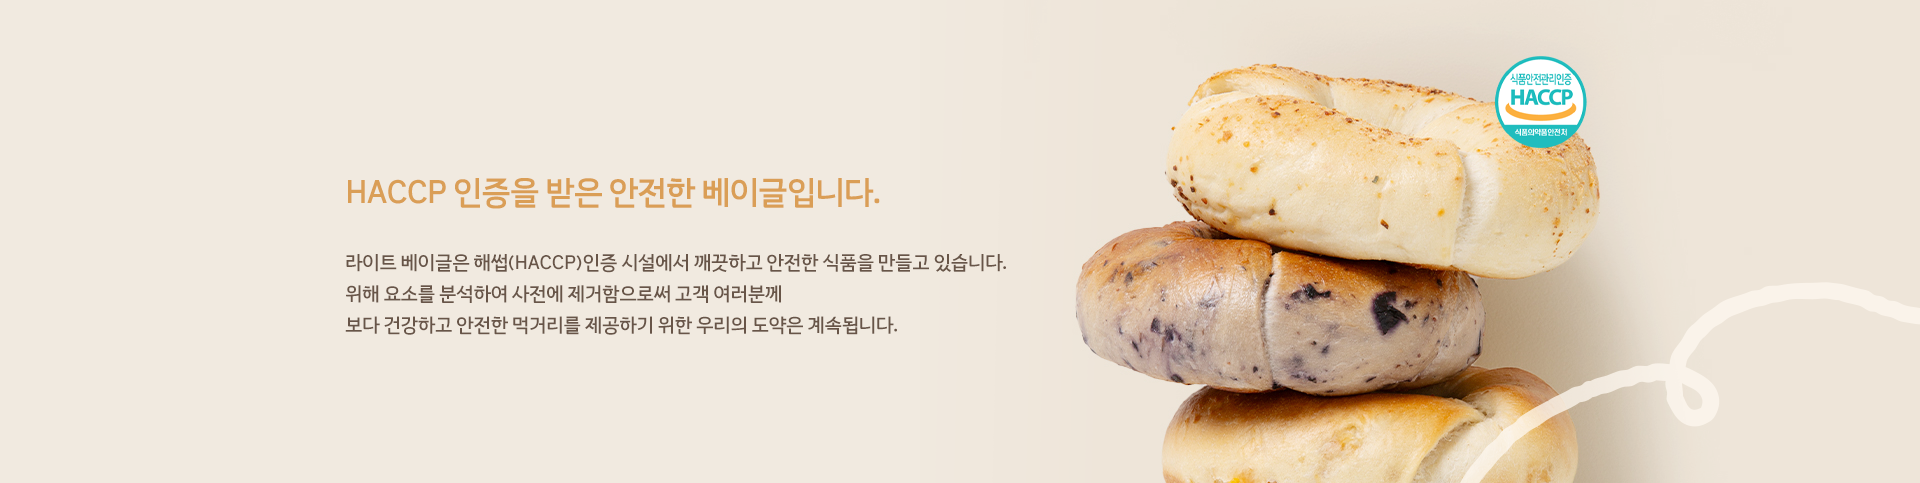 식품안전관리인증
HACCP
식품의약품안전처
HACCP 인증을 받은 안전한 베이글입니다.
라이트 베이글은 해썹(HACCP)인증 시설에서 깨끗하고 안전한 식품을 만들고 있습니다.
위해 요소를 분석하여 사전에 제거함으로써 고객 여러분께
보다 건강하고 안전한 먹거리를 제공하기 위한 우리의 도약은 계속됩니다.